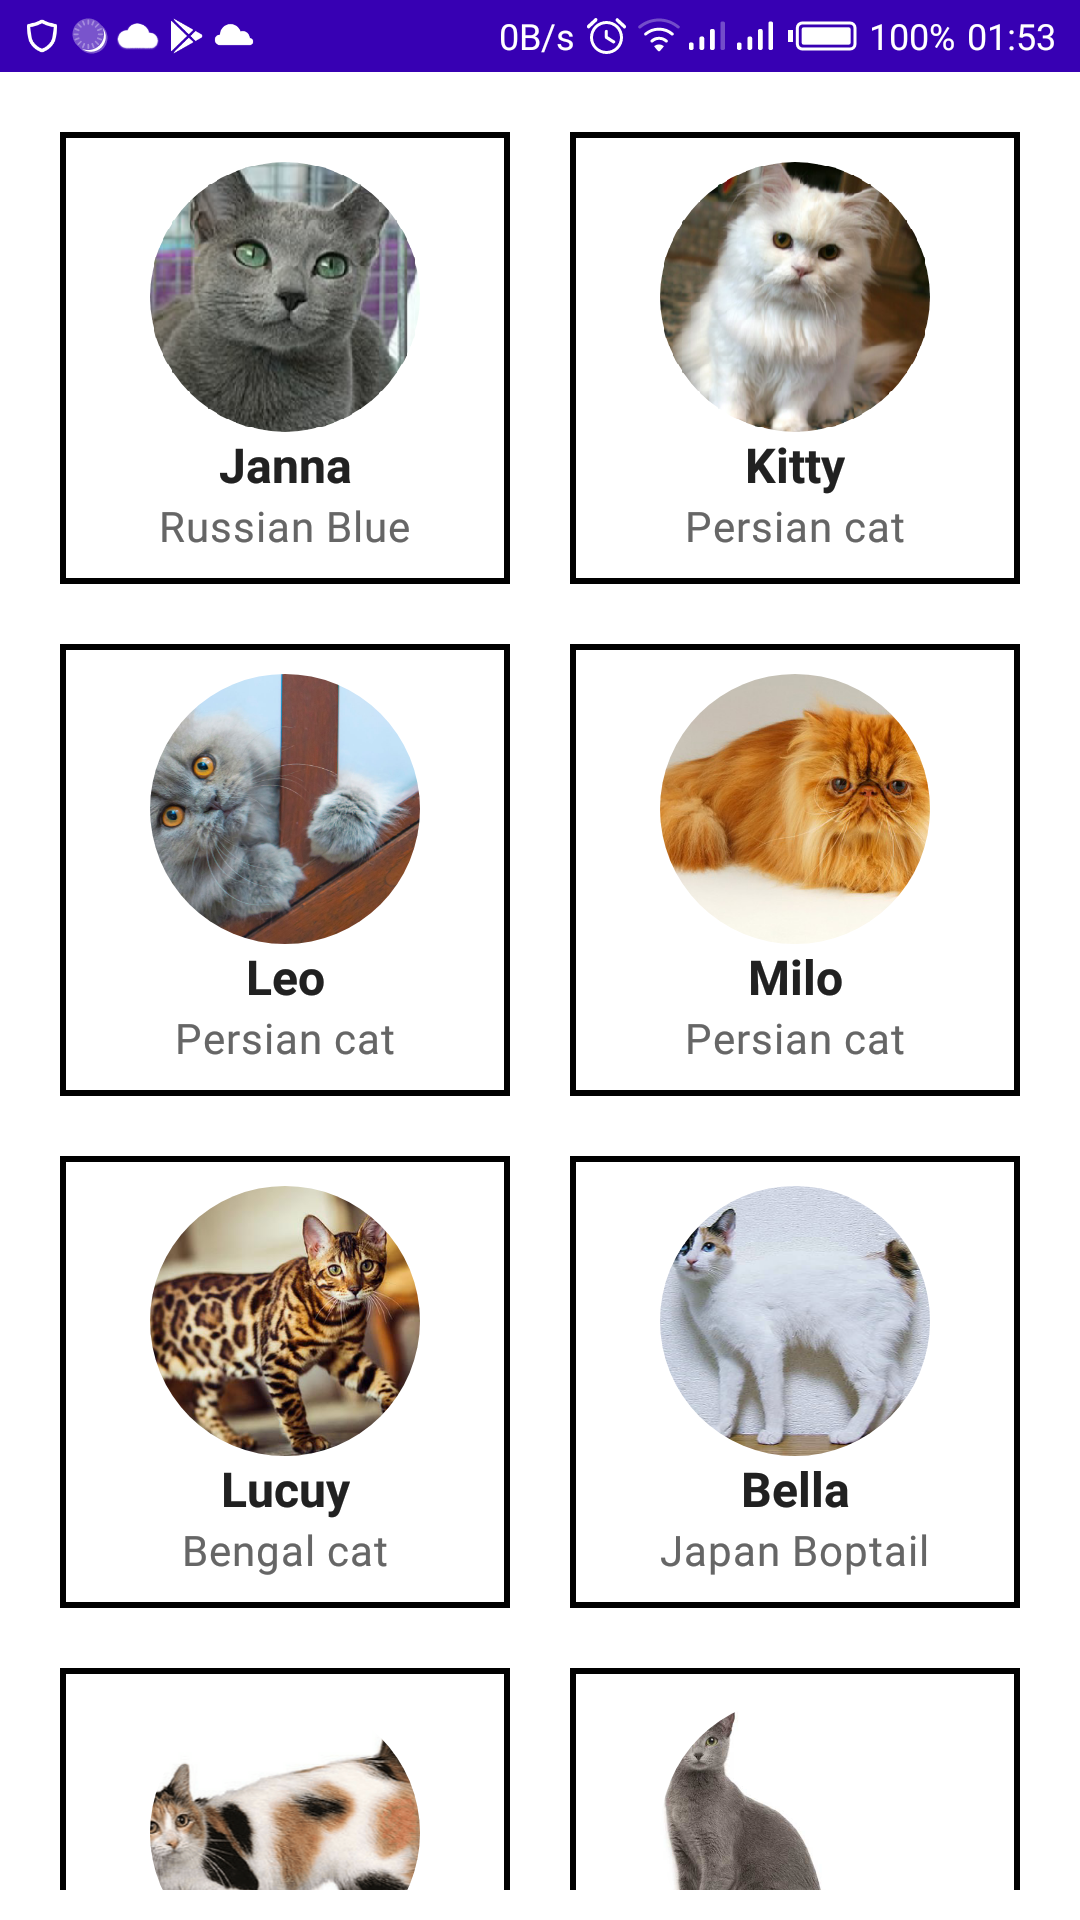 0B/s 100% 01:53
Janna
Russian Blue
Kitty
Persian cat
Leo
Persian cat
Milo
Persian cat
Lucuy
Bengal cat
Bella
Japan Boptail